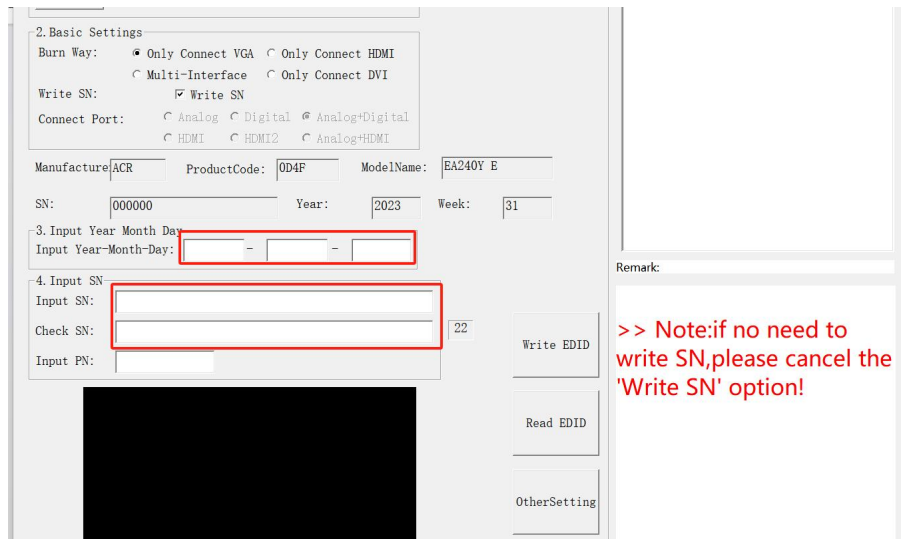 2.Basic Settings
Burn Way: Only Connect VGA Only Connect HDMI
Multi-Interface Only Connect DVI
Write SN: Write SN
Connect Port: Analog Digital Analog+Digital
HDMI HDMI2 Analog+HDMI
Manufacture: ACR ProductCode: 0D4F ModelName: EA240Y E
SN: 000000 Year: 2023 Week: 31
3.Input Year Month Day
Input Year-Month-Day: - -
Remark:
4.Input SN
Input SN:
Check SN: 22
Input PN:
Write EDID
Read EDID
OtherSetting
>> Note:if no need to
write SN,please cancel the
'Write SN' option!